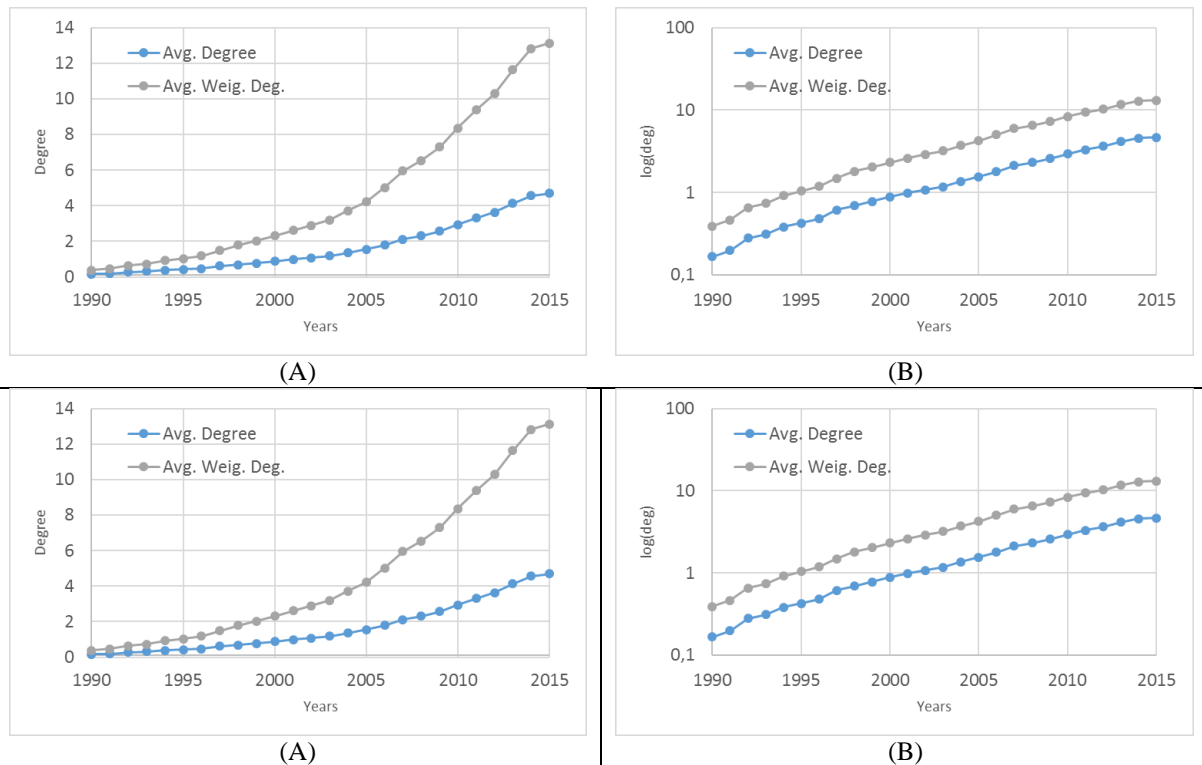 14
12
10
8
6
4
2
0
Degree
Avg. Degree
Avg. Weig. Deg.
1990 1995 2000 2005 2010 2015
Years
(A)
100
10
1
0,1
log(deg)
Avg. Degree
Avg. Weig. Deg.
1990 1995 2000 2005 2010 2015
Years
(B)
14
12
10
8
6
4
2
0
Degree
Avg. Degree
Avg. Weig. Deg.
1990 1995 2000 2005 2010 2015
Years
(A)
100
10
1
0,1
log(deg)
Avg. Degree
Avg. Weig. Deg.
1990 1995 2000 2005 2010 2015
Years
(B)